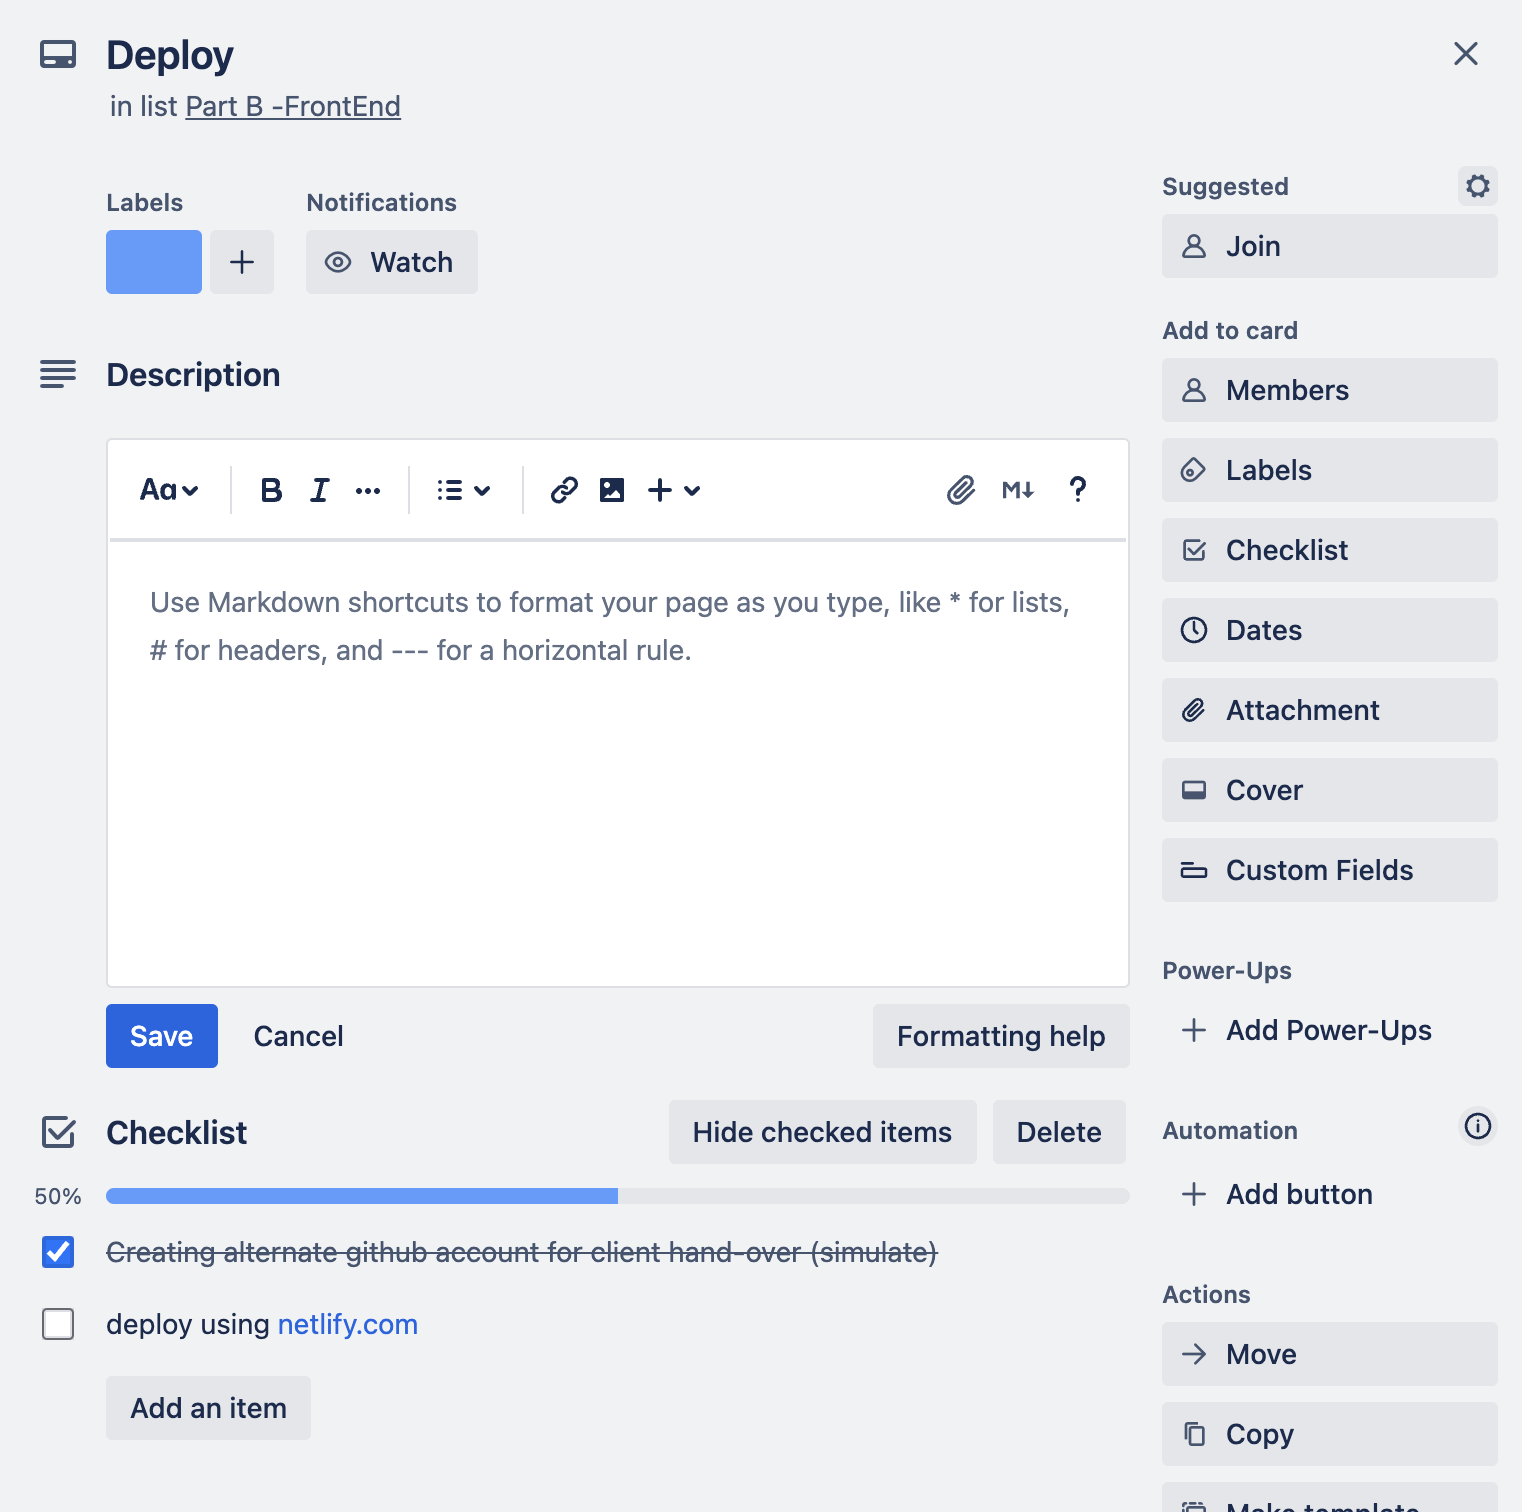 Deploy
in list Part B -FrontEnd
Labels
Notifications
Watch
Description
Aa
B I
M
?
Use Markdown shortcuts to format your page as you type, like * for lists,
# for headers, and --- for a horizontal rule.
Save
Cancel
Formatting help
Checklist
Hide checked items
Delete
50%
Creating alternate github account for client hand-over (simulate)
deploy using netlify.com
Add an item
Suggested
Join
Add to card
Members
Labels
Checklist
Dates
Attachment
Cover
Custom Fields
Power-Ups
Add Power-Ups
Automation
Add button
Actions
Move
Copy
Make template